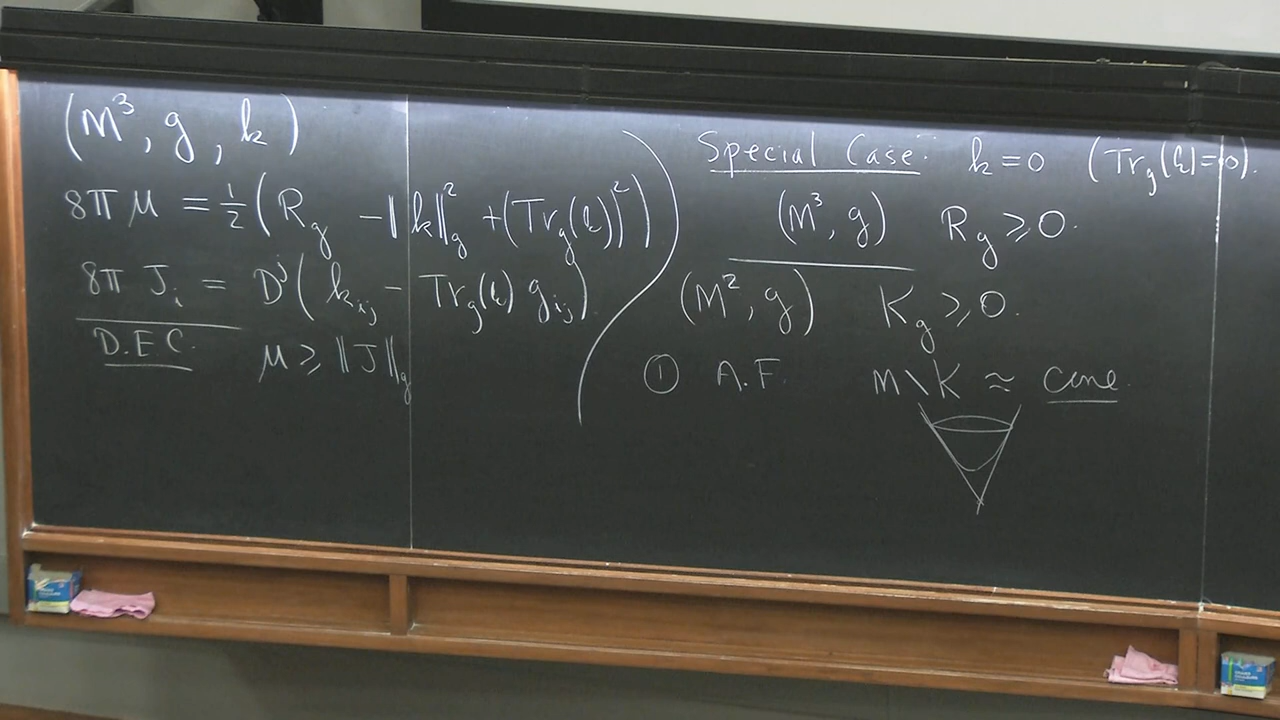 (M³, g, k)
8π μ = ½ (R_g − ‖k‖²_g + (Tr_g(k))²)
8π J_i = D^j (k_ij − Tr_g(k) g_ij)
D.E.C. μ ≥ ‖J‖_g
Special Case: k = 0 (Tr_g(k) = 0).
(M³, g) R_g ≥ 0.
(M², g) K_g ≥ 0.
① A.F. M \ K ≈ cone.